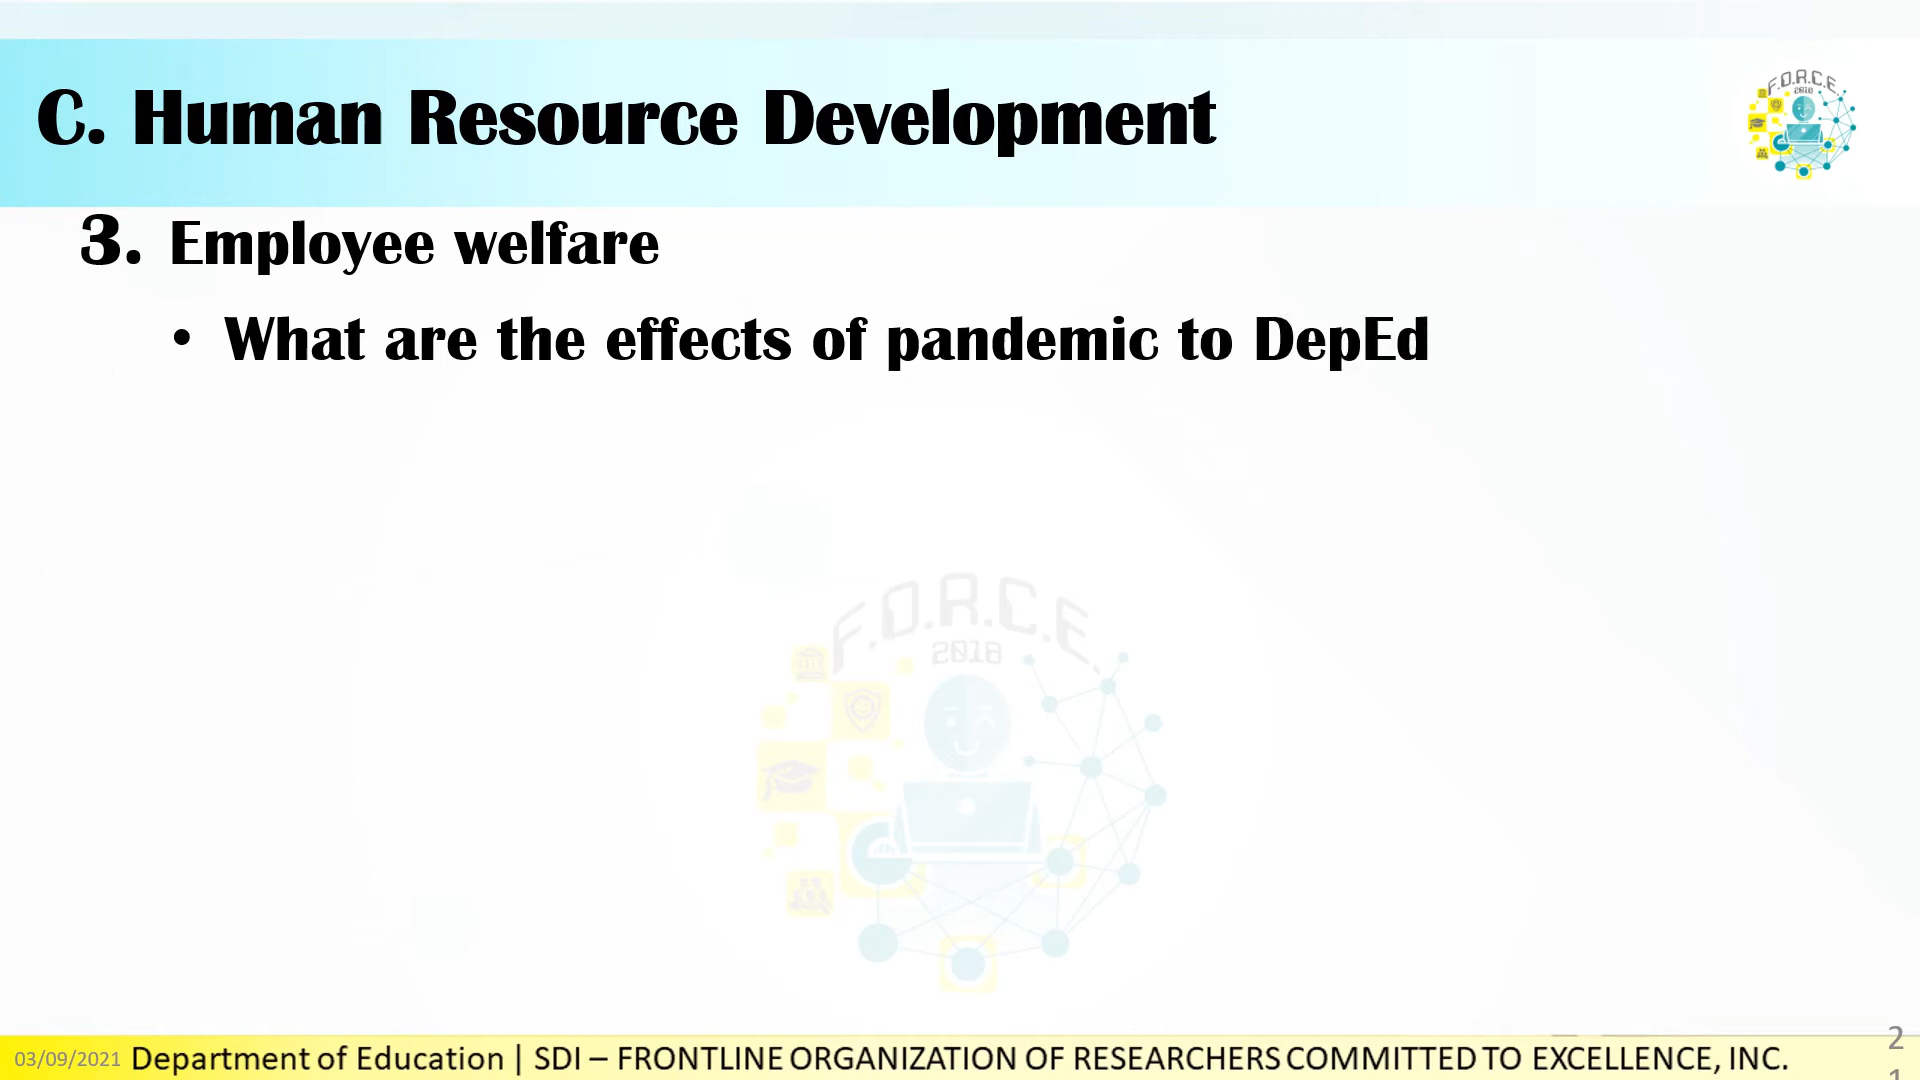 C. Human Resource Development
F.O.R.C.E.
2018
3. Employee welfare
• What are the effects of pandemic to DepEd
F.O.R.C.E.
2018
03/09/2021 Department of Education | SDI – FRONTLINE ORGANIZATION OF RESEARCHERS COMMITTED TO EXCELLENCE, INC.
2
1